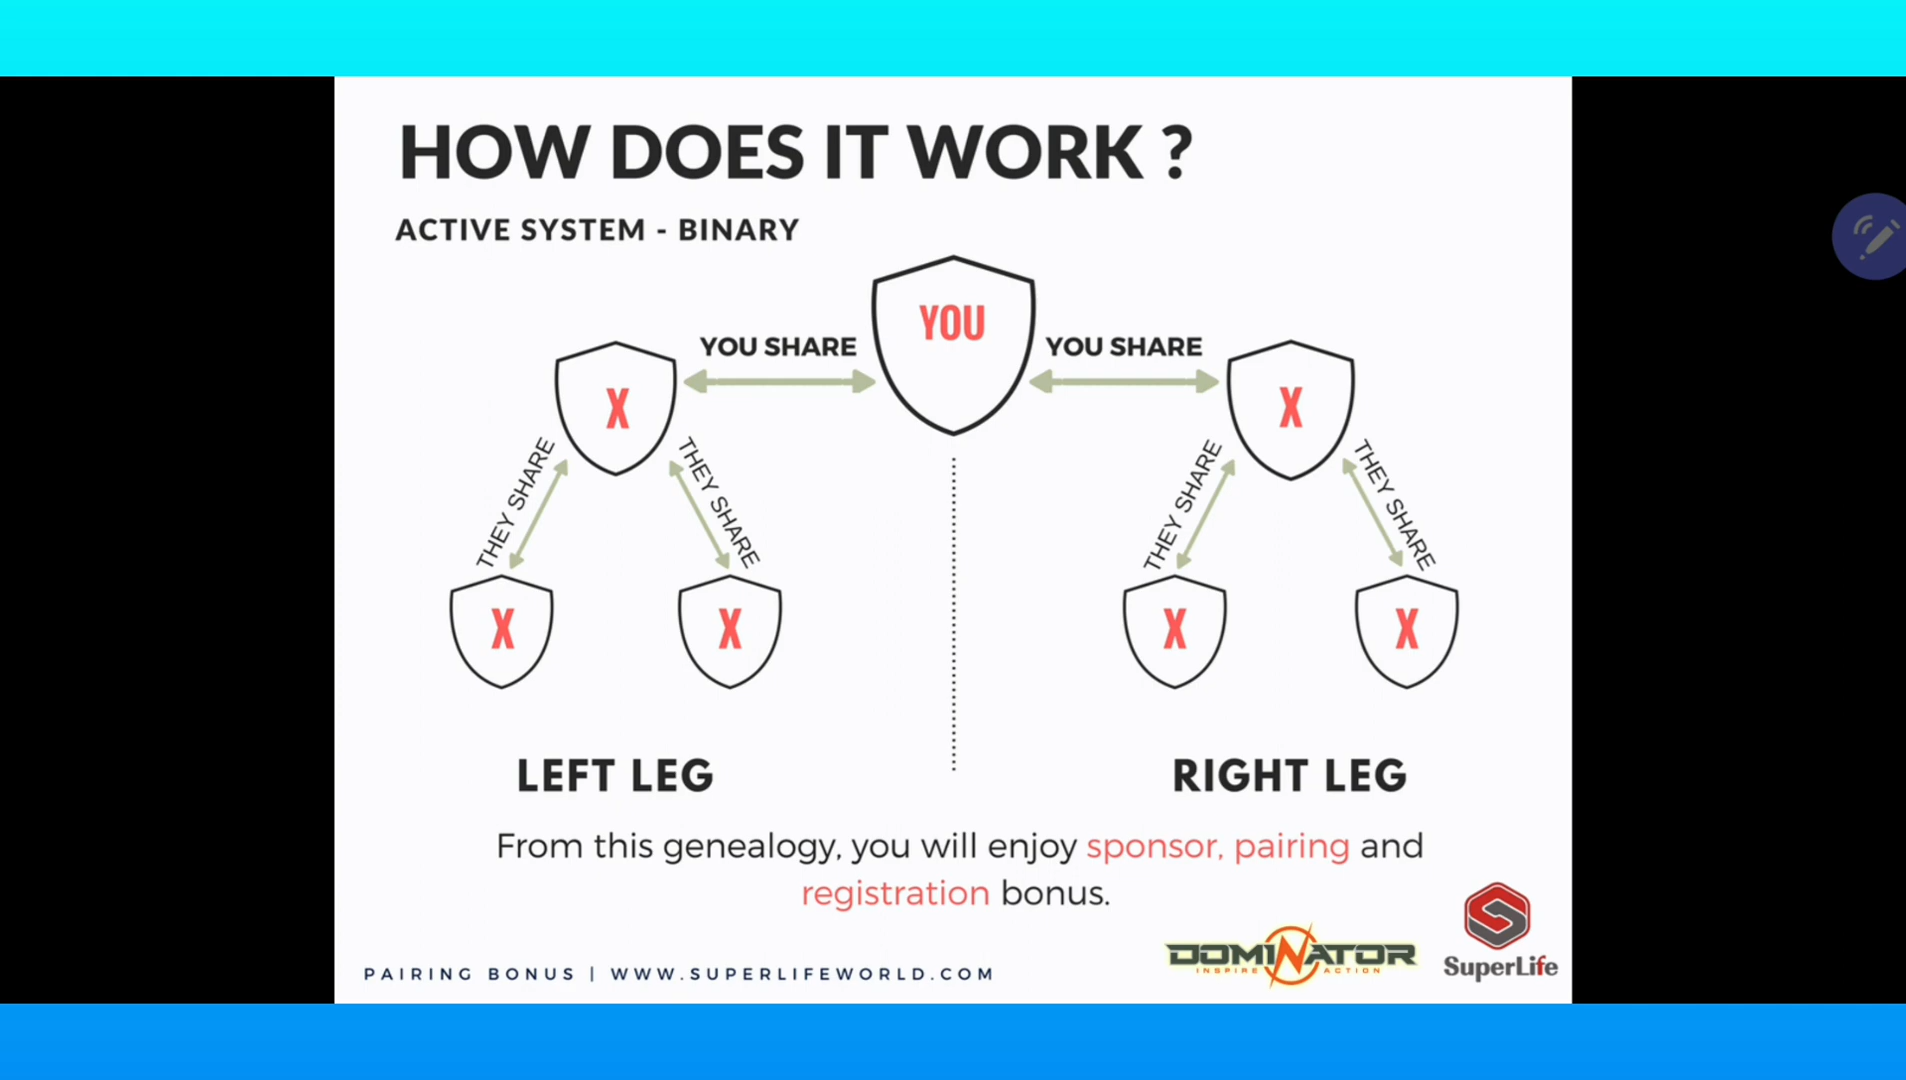 HOW DOES IT WORK ?
ACTIVE SYSTEM - BINARY
YOU
YOU SHARE
YOU SHARE
X
X
THEY SHARE
THEY SHARE
THEY SHARE
THEY SHARE
X
X
X
X
LEFT LEG
RIGHT LEG
From this genealogy, you will enjoy sponsor, pairing and
registration bonus.
DOMINATOR
INSPIRE ACTION
SuperLife
PAIRING BONUS | WWW.SUPERLIFEWORLD.COM